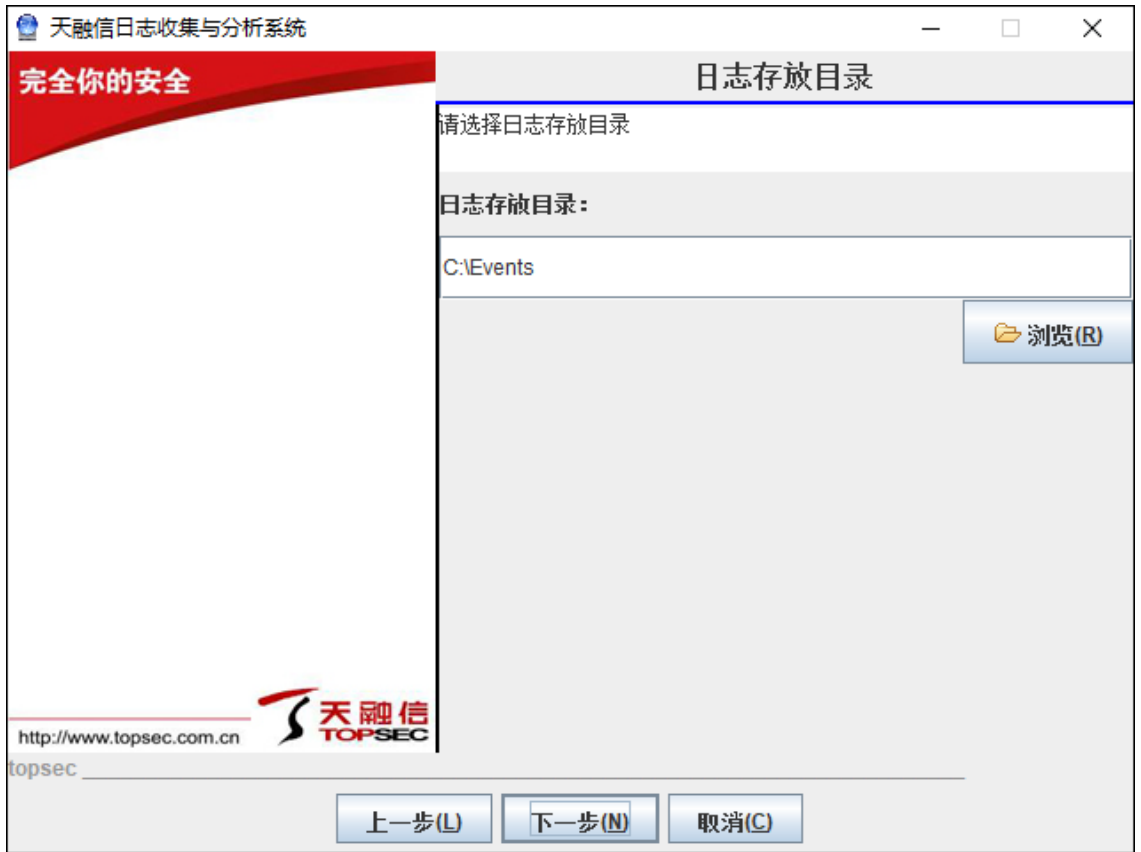 天融信日志收集与分析系统
完全你的安全
日志存放目录
请选择日志存放目录
日志存放目录：
C:\Events
浏览(R)
天融信
TOPSEC
http://www.topsec.com.cn
topsec
上一步(L) 下一步(N) 取消(C)